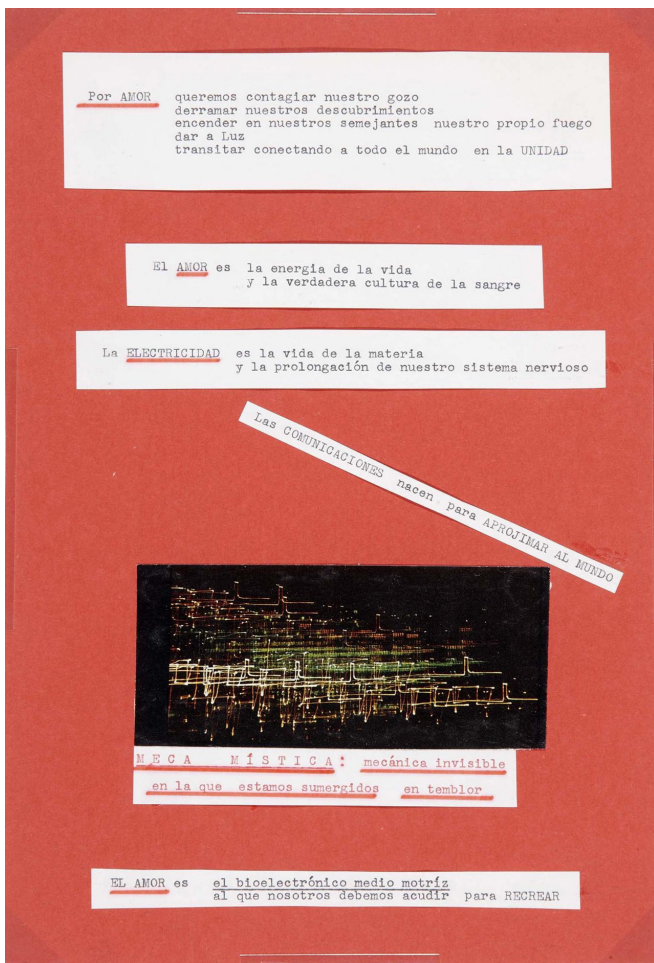 Por AMOR queremos contagiar nuestro gozo
derramar nuestros descubrimientos
encender en nuestros semejantes nuestro propio fuego
dar a Luz
transitar conectando a todo el mundo en la UNIDAD
El AMOR es la energia de la vida
y la verdadera cultura de la sangre
La ELECTRICIDAD es la vida de la materia
y la prolongación de nuestro sistema nervioso
Las COMUNICACIONES nacen para APROJIMAR AL MUNDO
MECA MÍSTICA: mecánica invisible
en la que estamos sumergidos en temblor
EL AMOR es el bioelectrónico medio motríz
al que nosotros debemos acudir para RECREAR